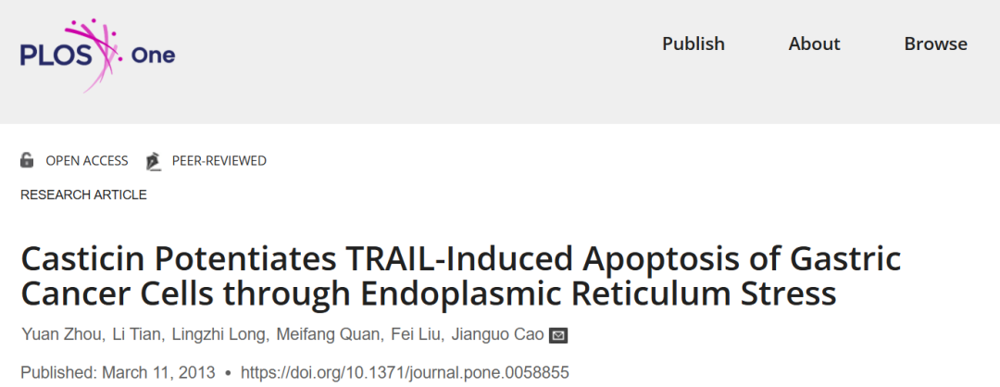 PLOS One
Publish About Browse
OPEN ACCESS PEER-REVIEWED
RESEARCH ARTICLE
Casticin Potentiates TRAIL-Induced Apoptosis of Gastric
Cancer Cells through Endoplasmic Reticulum Stress
Yuan Zhou, Li Tian, Lingzhi Long, Meifang Quan, Fei Liu, Jianguo Cao
Published: March 11, 2013 • https://doi.org/10.1371/journal.pone.0058855